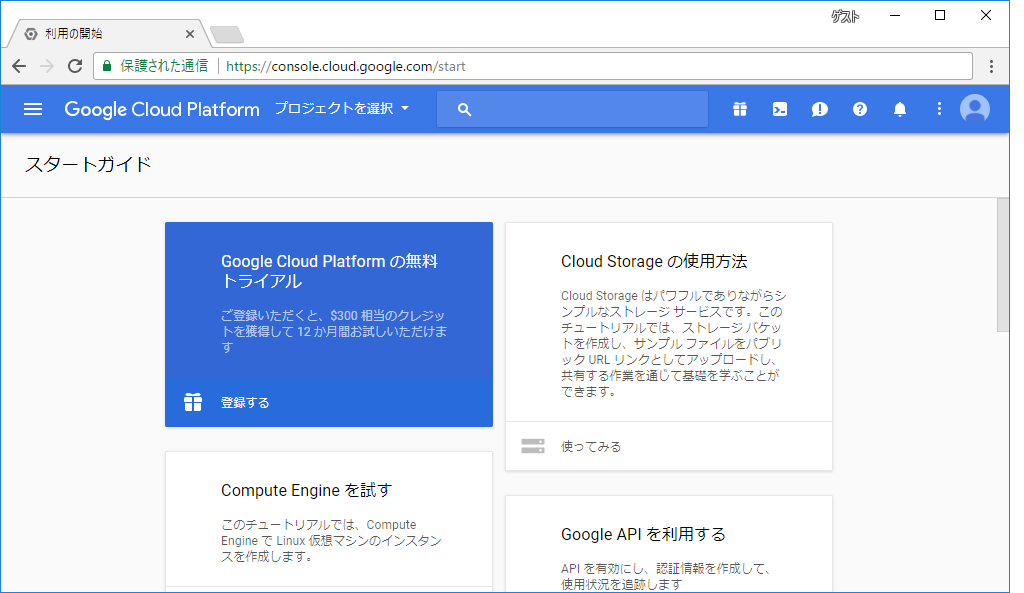 ゲスト
利用の開始
保護された通信 https://console.cloud.google.com/start
Google Cloud Platform プロジェクトを選択
スタートガイド
Google Cloud Platform の無料
トライアル
ご登録いただくと、$300 相当のクレジッ
トを獲得して 12 か月間お試しいただけま
す
登録する
Cloud Storage の使用方法
Cloud Storage はパワフルでありながらシ
ンプルなストレージ サービスです。この
チュートリアルでは、ストレージ バケッ
トを作成し、サンプル ファイルをパブリ
ック URL リンクとしてアップロードし、
共有する作業を通じて基礎を学ぶことが
できます。
使ってみる
Compute Engine を試す
このチュートリアルでは、Compute
Engine で Linux 仮想マシンのインスタン
スを作成します。
Google API を利用する
API を有効にし、認証情報を作成して、
使用状況を追跡します